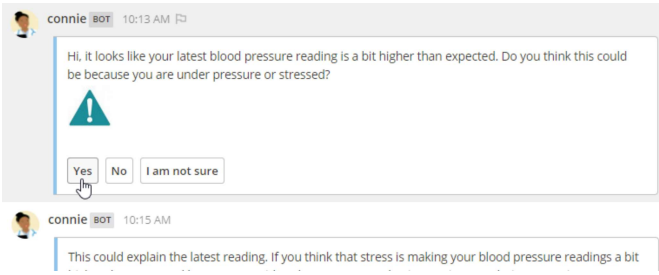 connie BOT 10:13 AM
Hi, it looks like your latest blood pressure reading is a bit higher than expected. Do you think this could
be because you are under pressure or stressed?
Yes No I am not sure
connie BOT 10:15 AM
This could explain the latest reading. If you think that stress is making your blood pressure readings a bit